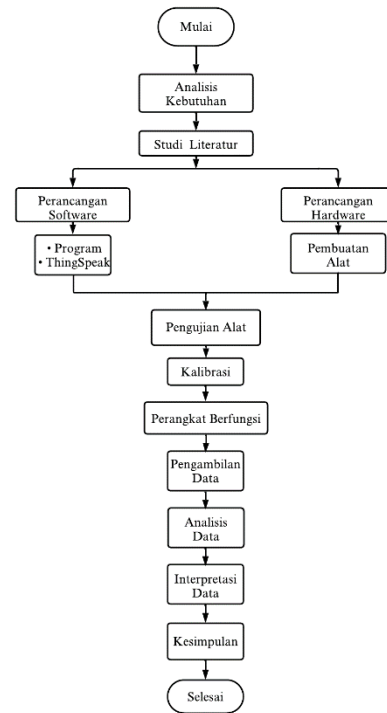 Mulai
Analisis
Kebutuhan
Studi Literatur
Perancangan
Software
Perancangan
Hardware
• Program
• ThingSpeak
Pembuatan
Alat
Pengujian Alat
Kalibrasi
Perangkat Berfungsi
Pengambilan
Data
Analisis
Data
Interpretasi
Data
Kesimpulan
Selesai